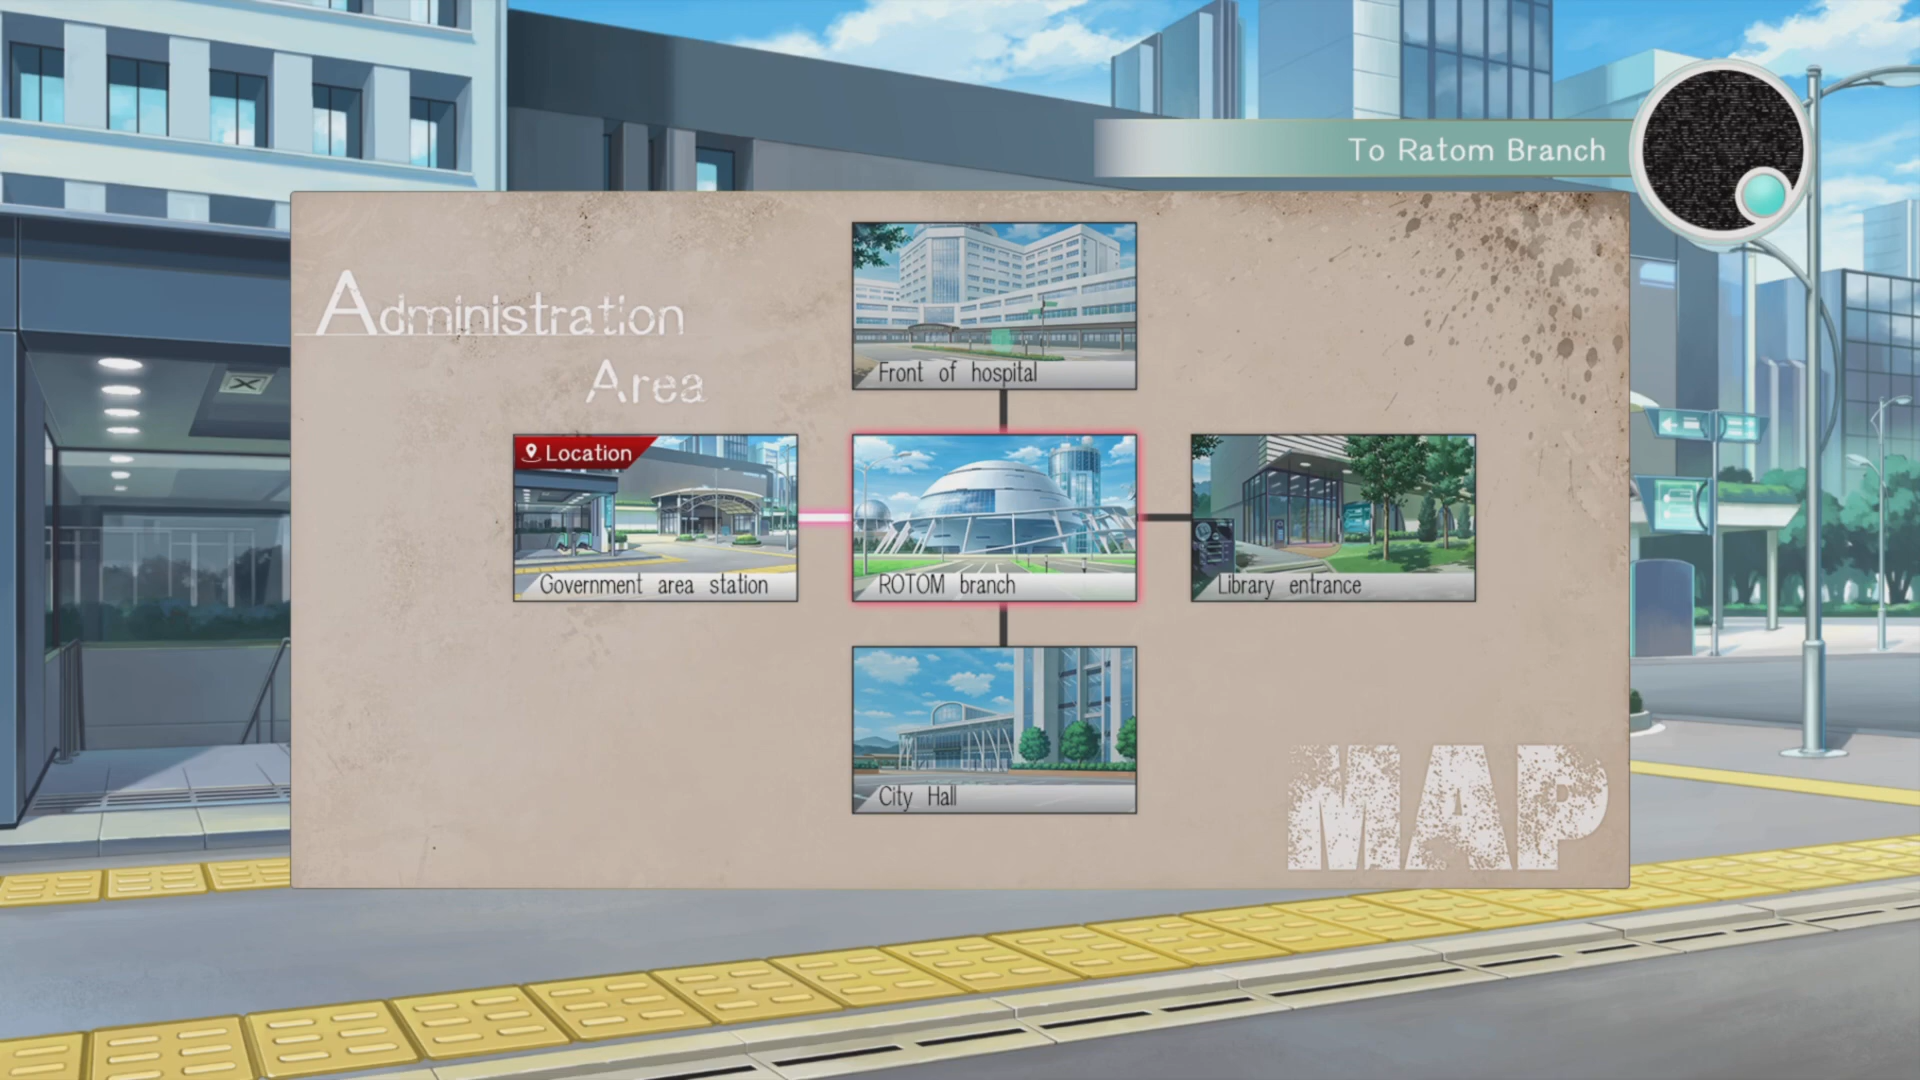 To Ratom Branch
Administration
Area
Front of hospital
Location
Government area station
ROTOM branch
Library entrance
City Hall
MAP